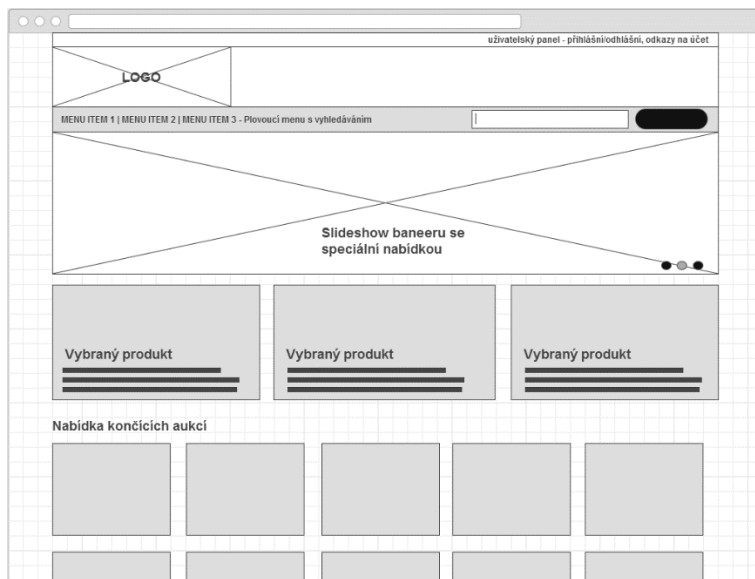 uživatelský panel - přihlášní/odhlášní, odkazy na účet
LOGO
MENU ITEM 1 | MENU ITEM 2 | MENU ITEM 3 - Plovoucí menu s vyhledáváním
Slideshow baneeru se
speciální nabídkou
Vybraný produkt
Vybraný produkt
Vybraný produkt
Nabídka končících aukcí